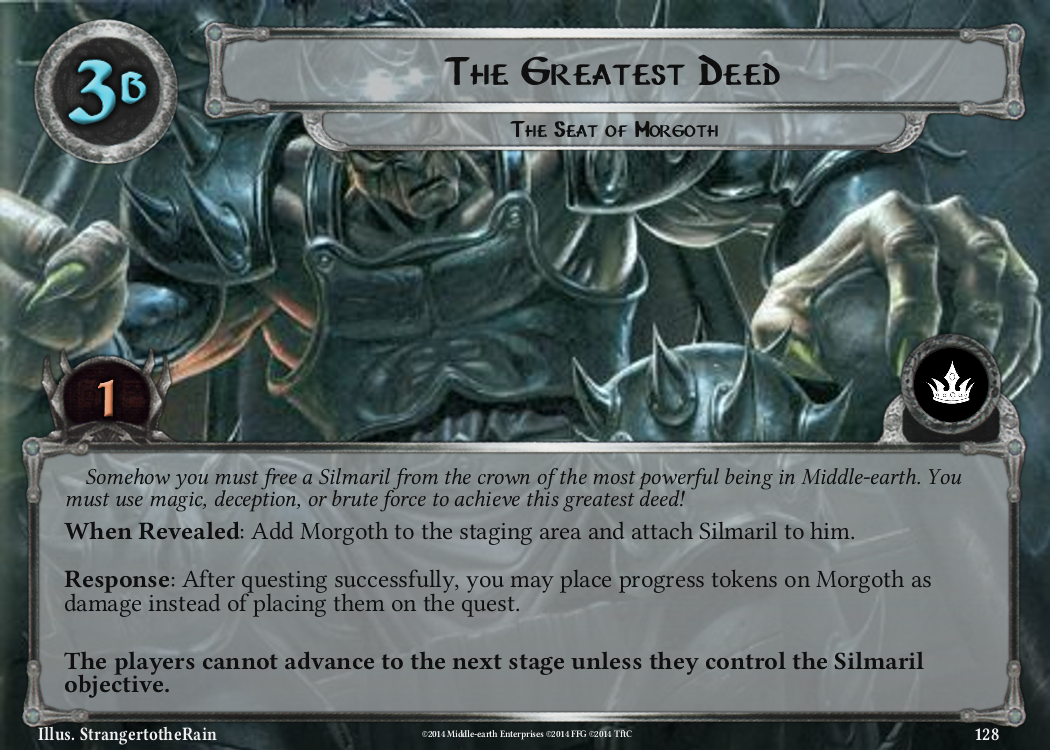 3B
The Greatest Deed
The Seat of Morgoth
1
Somehow you must free a Silmaril from the crown of the most powerful being in Middle-earth. You
must use magic, deception, or brute force to achieve this greatest deed!
When Revealed: Add Morgoth to the staging area and attach Silmaril to him.
Response: After questing successfully, you may place progress tokens on Morgoth as
damage instead of placing them on the quest.
The players cannot advance to the next stage unless they control the Silmaril
objective.
Illus. StrangertotheRain
©2014 Middle-earth Enterprises ©2014 FFG ©2014 TftC
128